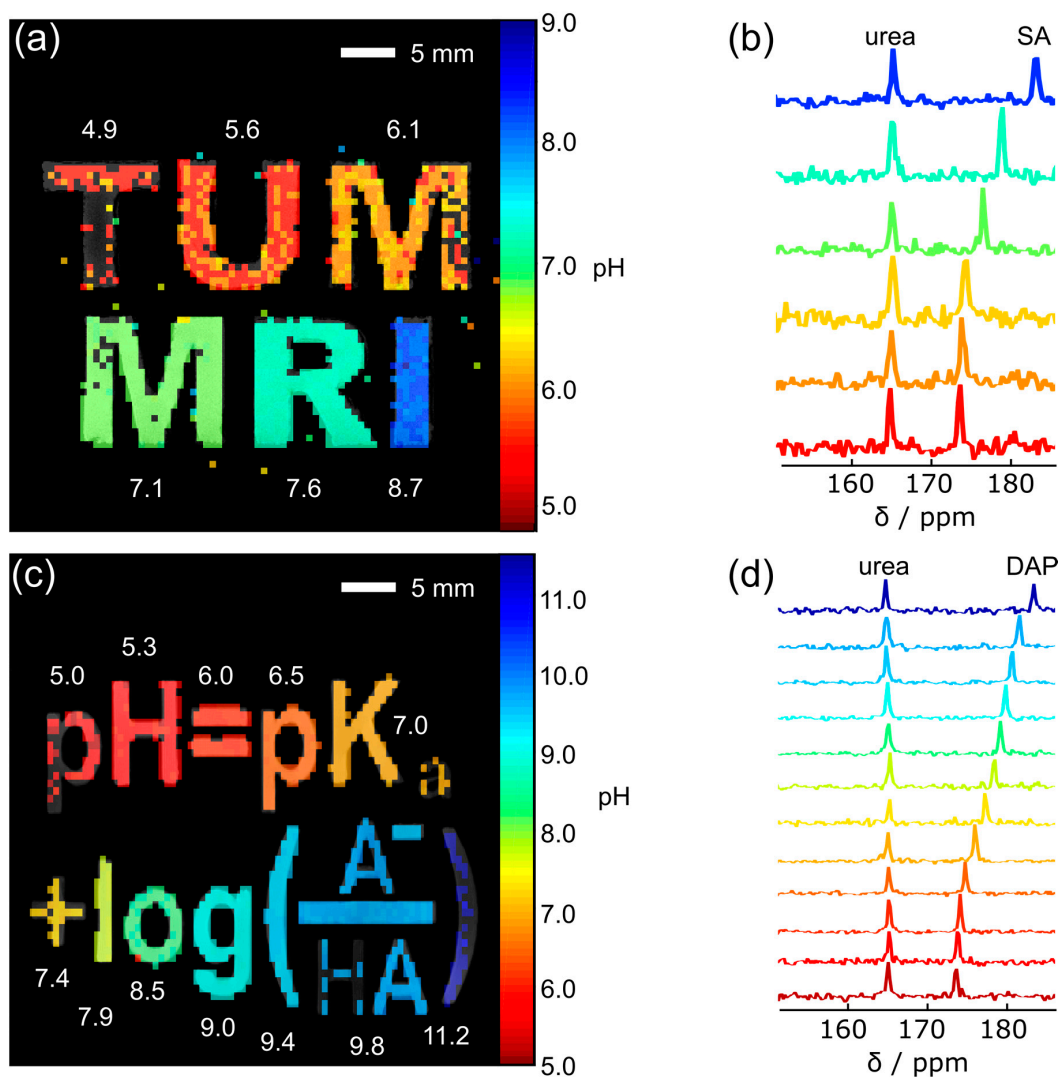 (a)
5 mm
4.9 5.6 6.1
TUM
MRI
7.1 7.6 8.7
9.0
8.0
7.0
6.0
5.0
pH
(b)
urea SA
160 170 180
δ / ppm
(c)
5 mm
5.0 5.3 6.0 6.5 7.0
pH=pKa
+log(A⁻/HA)
7.4 7.9 8.5 9.0 9.4 9.8 11.2
11.0
10.0
9.0
8.0
7.0
6.0
5.0
pH
(d)
urea DAP
160 170 180
δ / ppm